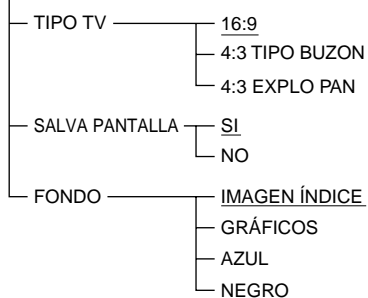 TIPO TV 16:9
4:3 TIPO BUZON
4:3 EXPLO PAN
SALVA PANTALLA SI
NO
FONDO IMAGEN ÍNDICE
GRÁFICOS
AZUL
NEGRO